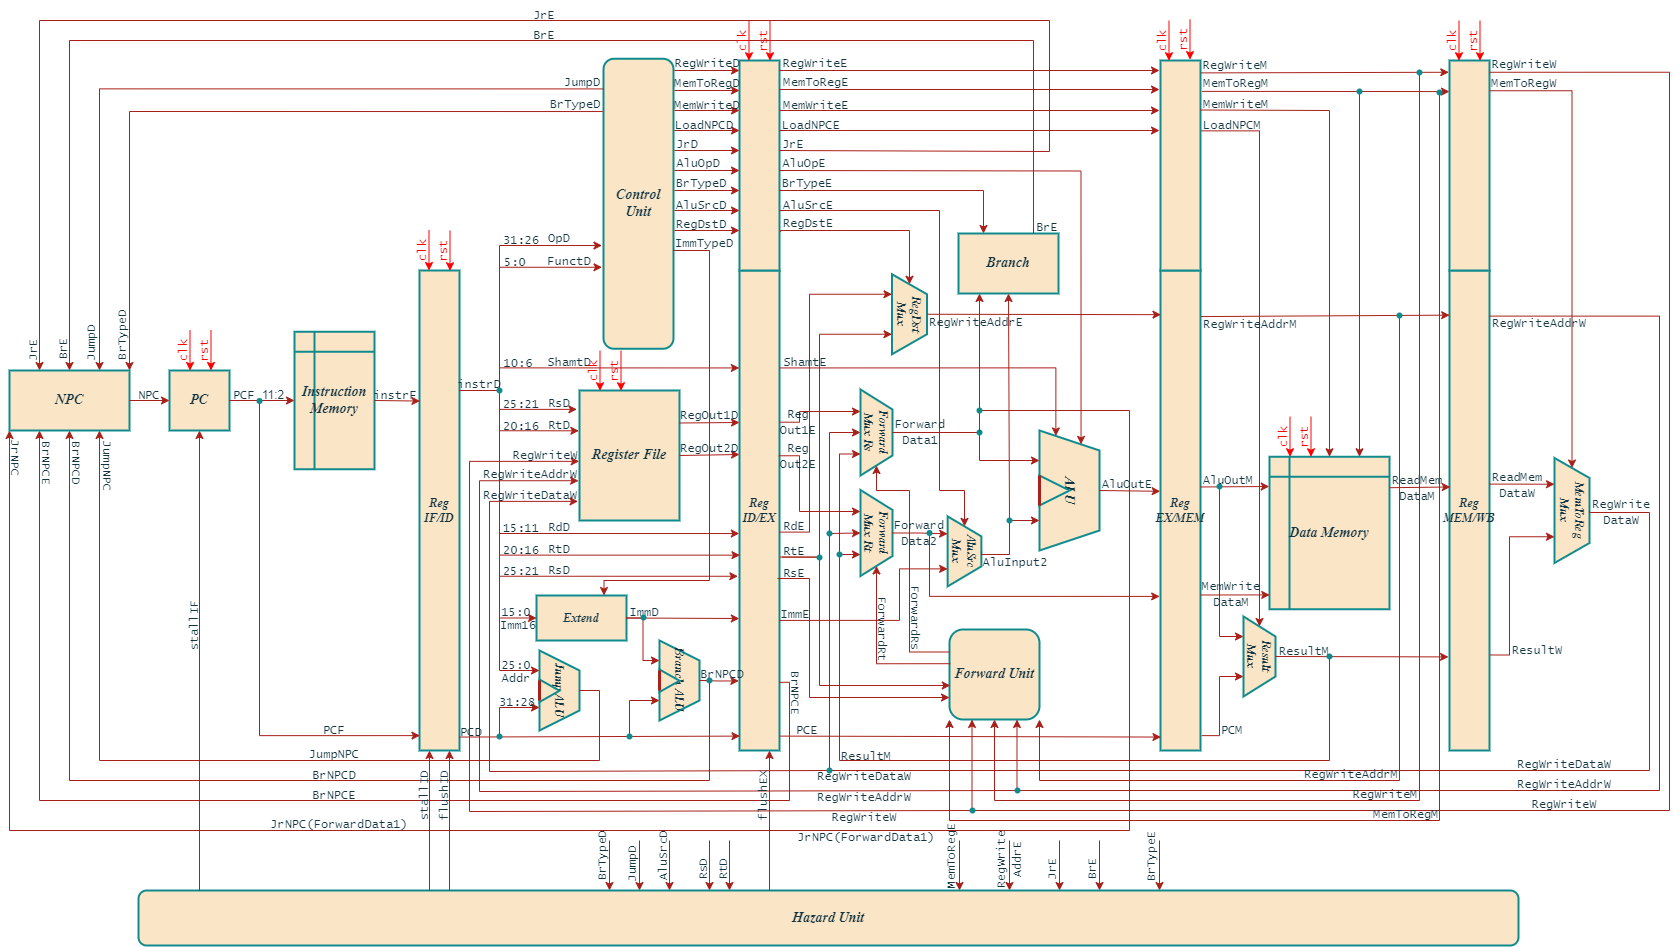 JrE
BrE
clk
rst
clk
rst
clk
rst
JumpD
BrTypeD
RegWriteD
MemToRegD
MemWriteD
LoadNPCD
JrD
AluOpD
BrTypeD
AluSrcD
RegDstD
ImmTypeD
Control
Unit
RegWriteE
MemToRegE
MemWriteE
LoadNPCE
JrE
AluOpE
BrTypeE
AluSrcE
RegDstE
RegWriteM
MemToRegM
MemWriteM
LoadNPCM
RegWriteW
MemToRegW
BrE
Branch
clk
rst
31:26 OpD
5:0 FunctD
RegDst
Mux
RegWriteAddrE
RegWriteAddrM
RegWriteAddrW
JrE
BrE
JumpD
BrTypeD
clk
rst
NPC
NPC
PC
PCF 11:2
Instruction
Memory
instrF
instrD
10:6 ShamtD
clk
rst
ShamtE
25:21 RsD
20:16 RtD
RegWriteW
RegWriteAddrW
RegWriteDataW
Register File
RegOut1D
RegOut2D
Reg
Out1E
Reg
Out2E
Forward
Mux Rs
Forward
Data1
Forward
Mux Rt
Forward
Data2
AluSrc
Mux
AluInput2
ALU
AluOutE
AluOutM
clk
rst
Data Memory
ReadMem
DataM
ReadMem
DataW
MemToReg
Mux
RegWrite
DataW
JrNPC
BrNPCE
BrNPCD
JumpNPC
Reg
IF/ID
Reg
ID/EX
Reg
EX/MEM
Reg
MEM/WB
15:11 RdD
20:16 RtD
25:21 RsD
RdE
RtE
RsE
15:0
Imm16
Extend
ImmD
ImmE
MemWrite
DataM
stallIF
25:0
Addr
31:28
Jump ALU
Branch ALU
BrNPCD
BrNPCE
ForwardRt
ForwardRs
Forward Unit
Result
Mux
ResultM
ResultW
PCF
PCD
PCE
PCM
JumpNPC
BrNPCD
BrNPCE
JrNPC(ForwardData1)
stallID
flushID
flushEX
ResultM
RegWriteDataW
RegWriteAddrW
RegWriteW
JrNPC(ForwardData1)
RegWriteDataW
RegWriteAddrM
RegWriteAddrW
RegWriteM
RegWriteW
MemToRegM
BrTypeD
JumpD
AluSrcD
RsD
RtD
MemToRegE
RegWrite
AddrE
JrE
BrE
BrTypeE
Hazard Unit